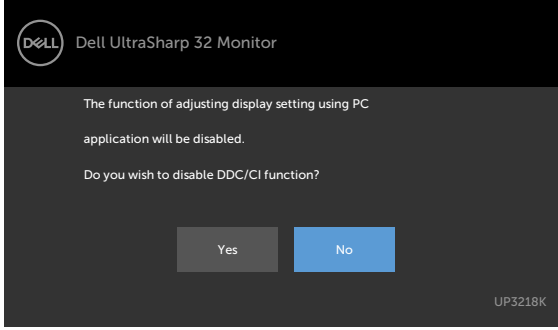 DELL Dell UltraSharp 32 Monitor
The function of adjusting display setting using PC
application will be disabled.
Do you wish to disable DDC/CI function?
Yes No
UP3218K